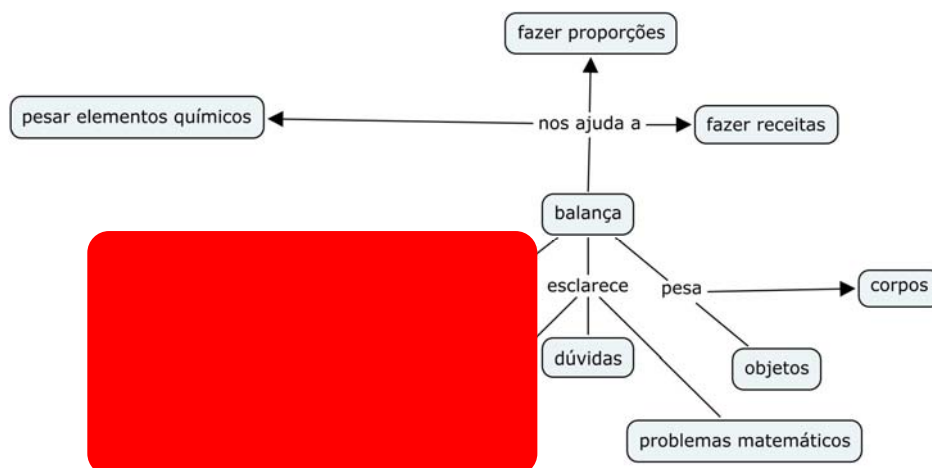 fazer proporções
pesar elementos químicos
nos ajuda a
fazer receitas
balança
esclarece
pesa
corpos
dúvidas
objetos
problemas matemáticos